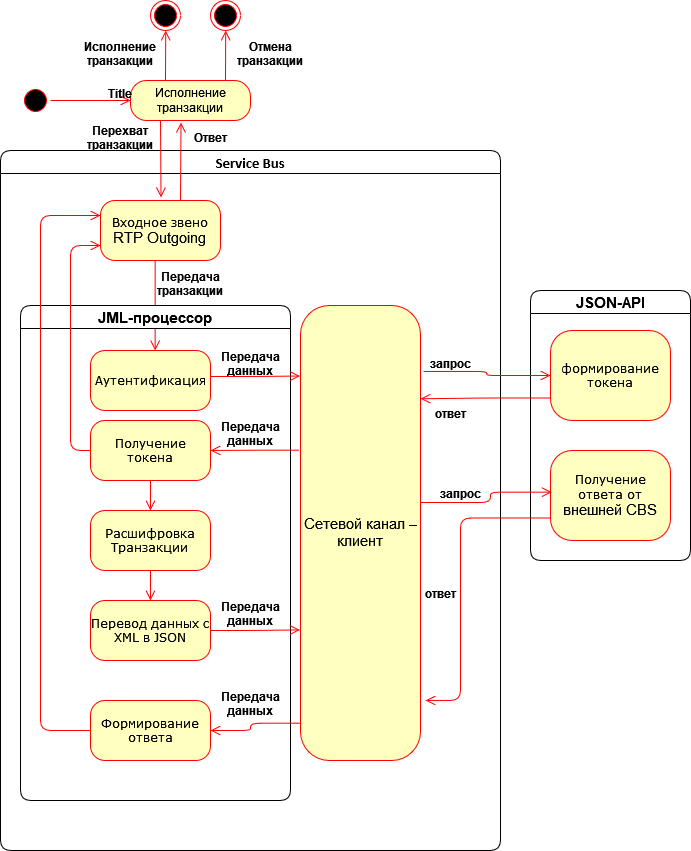 Исполнение
транзакции
Отмена
транзакции
Title
Исполнение
транзакции
Перехват
транзакции
Ответ
Service Bus
Входное звено
RTP Outgoing
Передача
транзакции
JML-процессор
JSON-API
Аутентификация
Передача
данных
запрос
формирование
токена
ответ
Получение
токена
Передача
данных
Получение
ответа от
внешней CBS
запрос
Сетевой канал –
клиент
Расшифровка
Транзакции
ответ
Перевод данных с
XML в JSON
Передача
данных
Формирование
ответа
Передача
данных